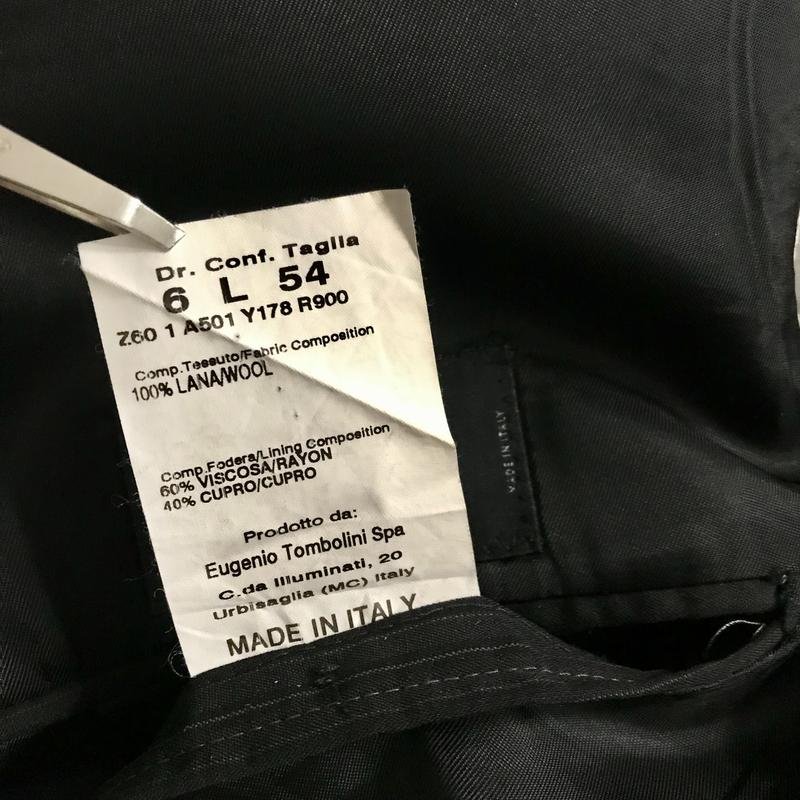 Dr. Conf. Taglia
6 L 54
Z60 1 A501 Y178 R900
Comp.Tessuto/Fabric Composition
100% LANA/WOOL
Comp.Fodera/Lining Composition
60% VISCOSA/RAYON
40% CUPRO/CUPRO
Prodotto da:
Eugenio Tombolini Spa
C.da Illuminati, 20
Urbisaglia (MC) Italy
MADE IN ITALY
MADE IN ITALY